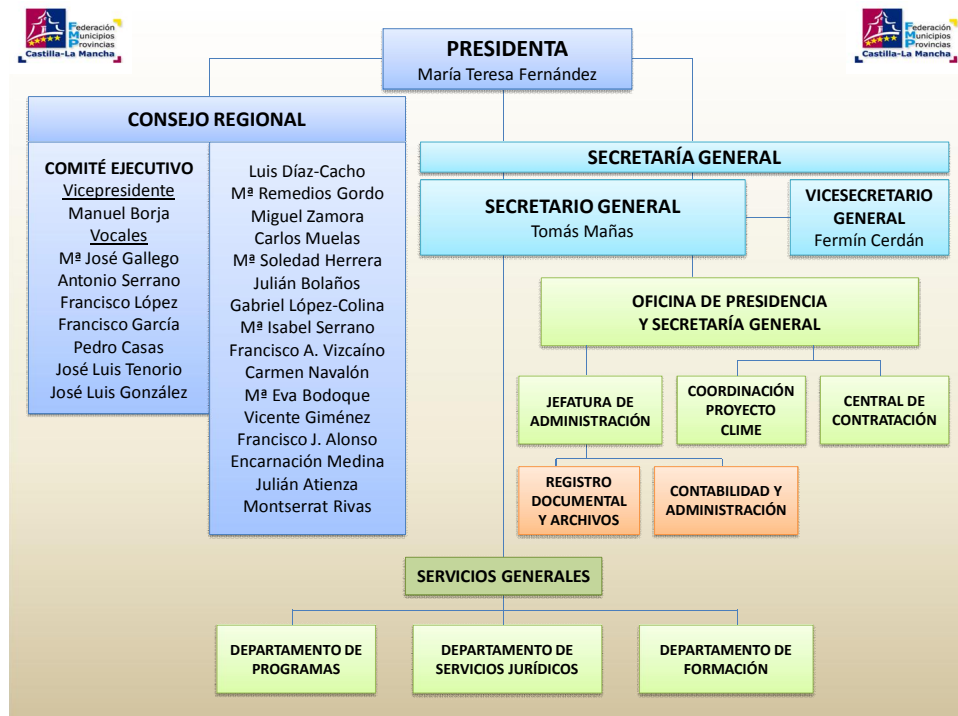 Federación
Municipios
Provincias
Castilla-La Mancha
Federación
Municipios
Provincias
Castilla-La Mancha
PRESIDENTA
María Teresa Fernández
CONSEJO REGIONAL
COMITÉ EJECUTIVO
Vicepresidente
Manuel Borja
Vocales
Mª José Gallego
Antonio Serrano
Francisco López
Francisco García
Pedro Casas
José Luis Tenorio
José Luis González
Luis Díaz-Cacho
Mª Remedios Gordo
Miguel Zamora
Carlos Muelas
Mª Soledad Herrera
Julián Bolaños
Gabriel López-Colina
Mª Isabel Serrano
Francisco A. Vizcaíno
Carmen Navalón
Mª Eva Bodoque
Vicente Giménez
Francisco J. Alonso
Encarnación Medina
Julián Atienza
Montserrat Rivas
SECRETARÍA GENERAL
SECRETARIO GENERAL
Tomás Mañas
VICESECRETARIO
GENERAL
Fermín Cerdán
OFICINA DE PRESIDENCIA
Y SECRETARÍA GENERAL
JEFATURA DE
ADMINISTRACIÓN
COORDINACIÓN
PROYECTO
CLIME
CENTRAL DE
CONTRATACIÓN
REGISTRO
DOCUMENTAL
Y ARCHIVOS
CONTABILIDAD Y
ADMINISTRACIÓN
SERVICIOS GENERALES
DEPARTAMENTO DE
PROGRAMAS
DEPARTAMENTO DE
SERVICIOS JURÍDICOS
DEPARTAMENTO DE
FORMACIÓN